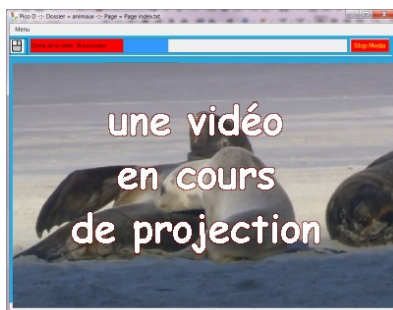 Pico D -:- Dossier = animaux -:- Page = Page index.txt
Menu
Stop Media
une vidéo
en cours
de projection